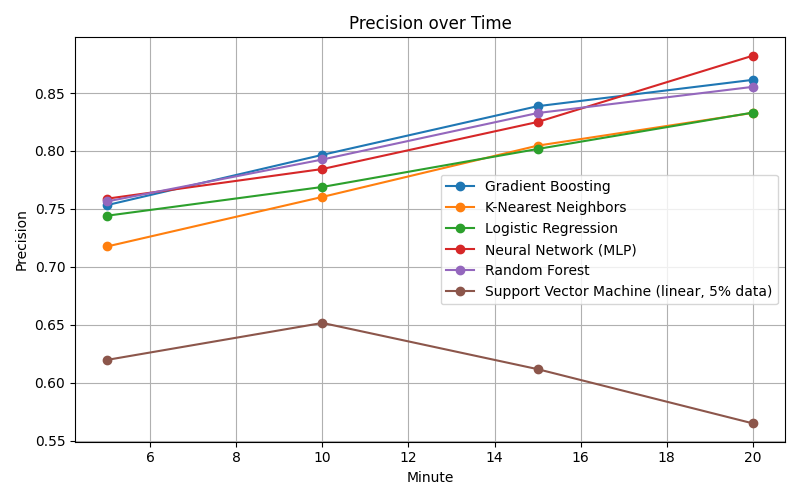 Precision over Time
Precision
0.85
0.80
0.75
0.70
0.65
0.60
0.55
Gradient Boosting
K-Nearest Neighbors
Logistic Regression
Neural Network (MLP)
Random Forest
Support Vector Machine (linear, 5% data)
6 8 10 12 14 16 18 20
Minute